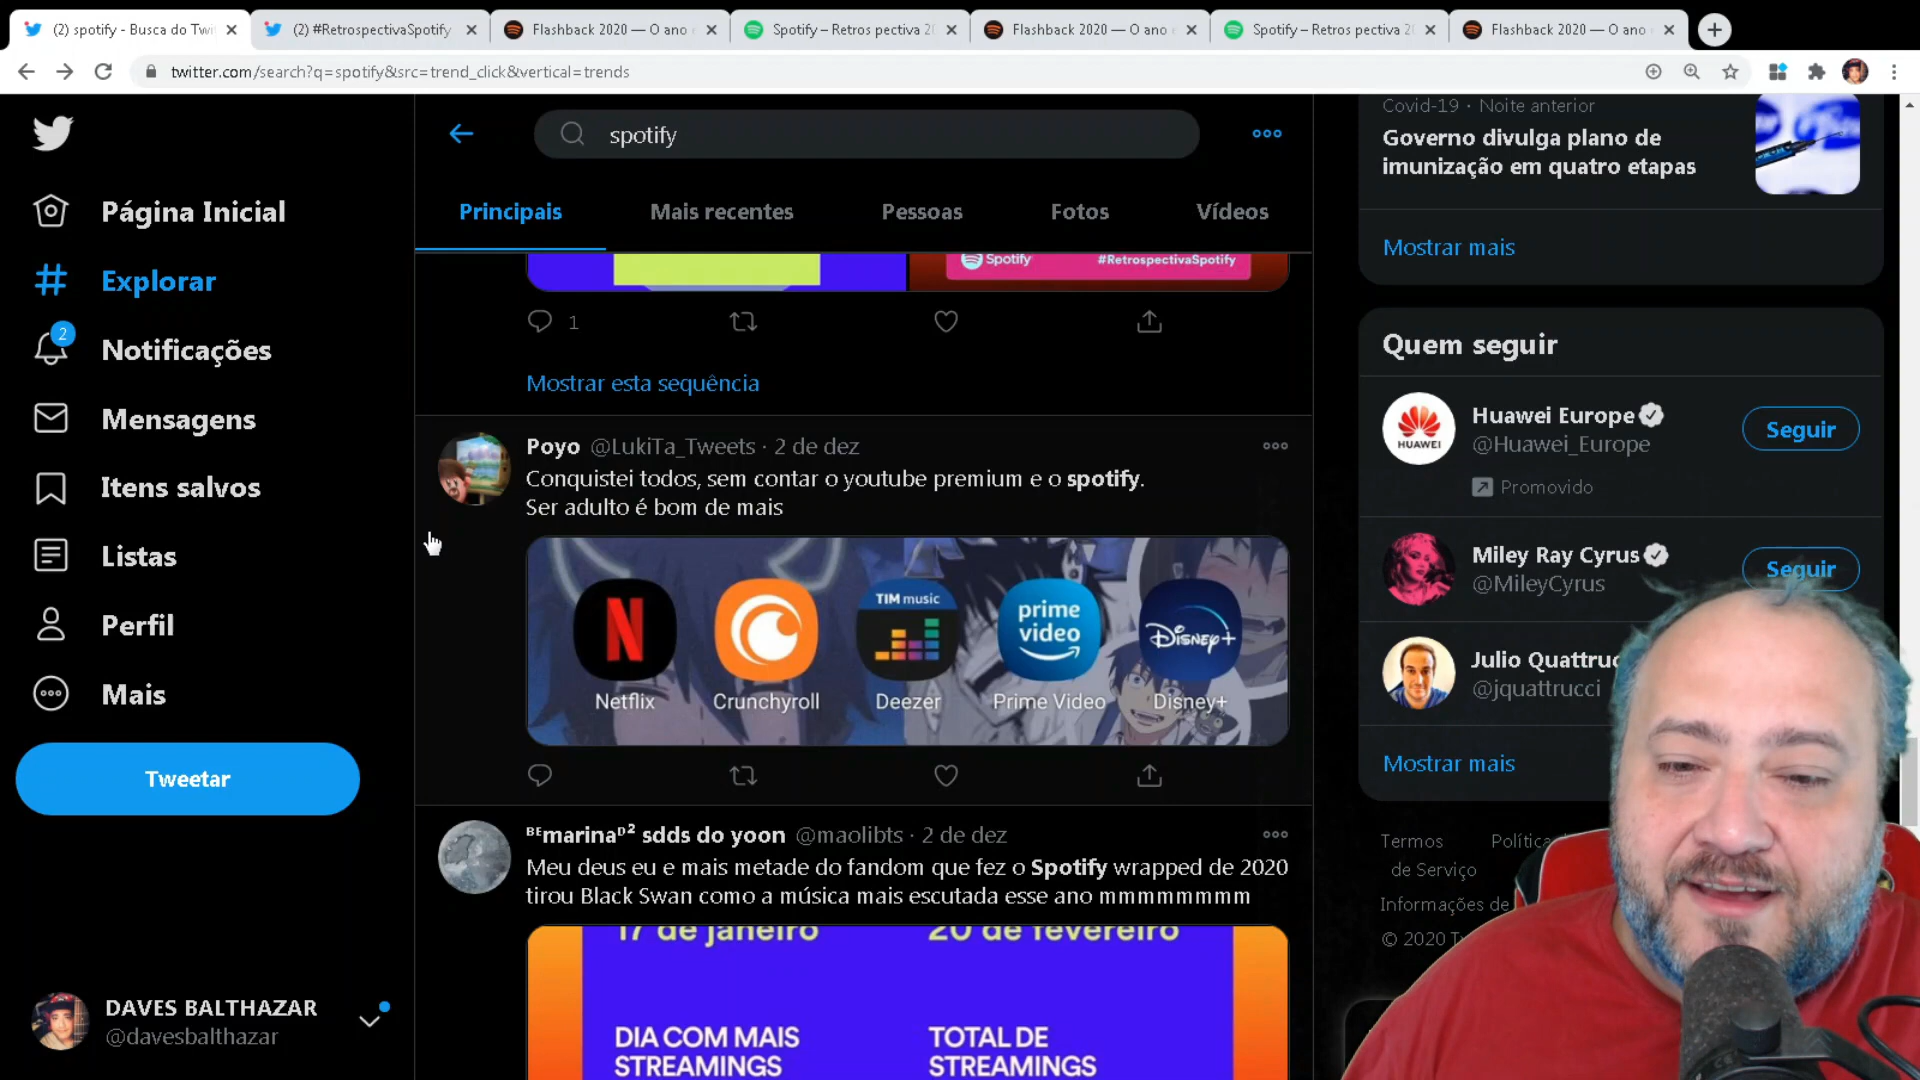 (2) spotify - Busca do Twi
(2) #RetrospectivaSpotify
Flashback 2020 — O ano
Spotify – Retros pectiva 20
Flashback 2020 — O ano
Spotify – Retros pectiva 20
Flashback 2020 — O ano
twitter.com/search?q=spotify&src=trend_click&vertical=trends
spotify
Principais
Mais recentes
Pessoas
Fotos
Vídeos
Página Inicial
Explorar
2
Notificações
Mensagens
Itens salvos
Listas
Perfil
Mais
Tweetar
DAVES BALTHAZAR
@davesbalthazar
Spotify
#RetrospectivaSpotify
1
Mostrar esta sequência
Poyo @LukiTa_Tweets · 2 de dez
Conquistei todos, sem contar o youtube premium e o spotify.
Ser adulto é bom de mais
N
TIM music
prime
video
Disney+
Netflix
Crunchyroll
Deezer
Prime Video
Disney+
ᴮᴱmarinaᴰ² sdds do yoon @maolibts · 2 de dez
Meu deus eu e mais metade do fandom que fez o Spotify wrapped de 2020
tirou Black Swan como a música mais escutada esse ano mmmmmmmm
17 de janeiro
20 de fevereiro
DIA COM MAIS
STREAMINGS
TOTAL DE
STREAMINGS
Covid-19 · Noite anterior
Governo divulga plano de
imunização em quatro etapas
Mostrar mais
Quem seguir
HUAWEI
Huawei Europe
@Huawei_Europe
Seguir
Promovido
Miley Ray Cyrus
@MileyCyrus
Seguir
Julio Quattruc
@jquattrucci
Mostrar mais
Termos
de Serviço
Política
Informações de
© 2020 Tw